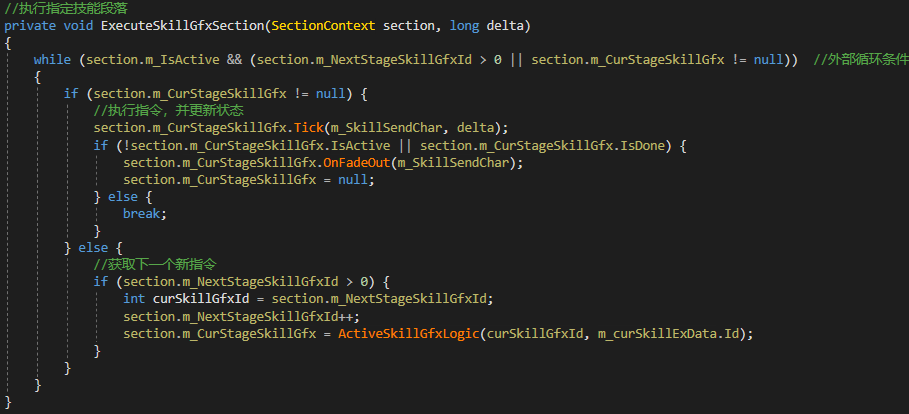 //执行指定技能段落
private void ExecuteSkillGfxSection(SectionContext section, long delta)
{
    while (section.m_IsActive && (section.m_NextStageSkillGfxId > 0 || section.m_CurStageSkillGfx != null))  //外部循环条件
    {
        if (section.m_CurStageSkillGfx != null) {
            //执行指令，并更新状态
            section.m_CurStageSkillGfx.Tick(m_SkillSendChar, delta);
            if (!section.m_CurStageSkillGfx.IsActive || section.m_CurStageSkillGfx.IsDone) {
                section.m_CurStageSkillGfx.OnFadeOut(m_SkillSendChar);
                section.m_CurStageSkillGfx = null;
            } else {
                break;
            }
        } else {
            //获取下一个新指令
            if (section.m_NextStageSkillGfxId > 0) {
                int curSkillGfxId = section.m_NextStageSkillGfxId;
                section.m_NextStageSkillGfxId++;
                section.m_CurStageSkillGfx = ActiveSkillGfxLogic(curSkillGfxId, m_curSkillExData.Id);
            }
        }
    }
}